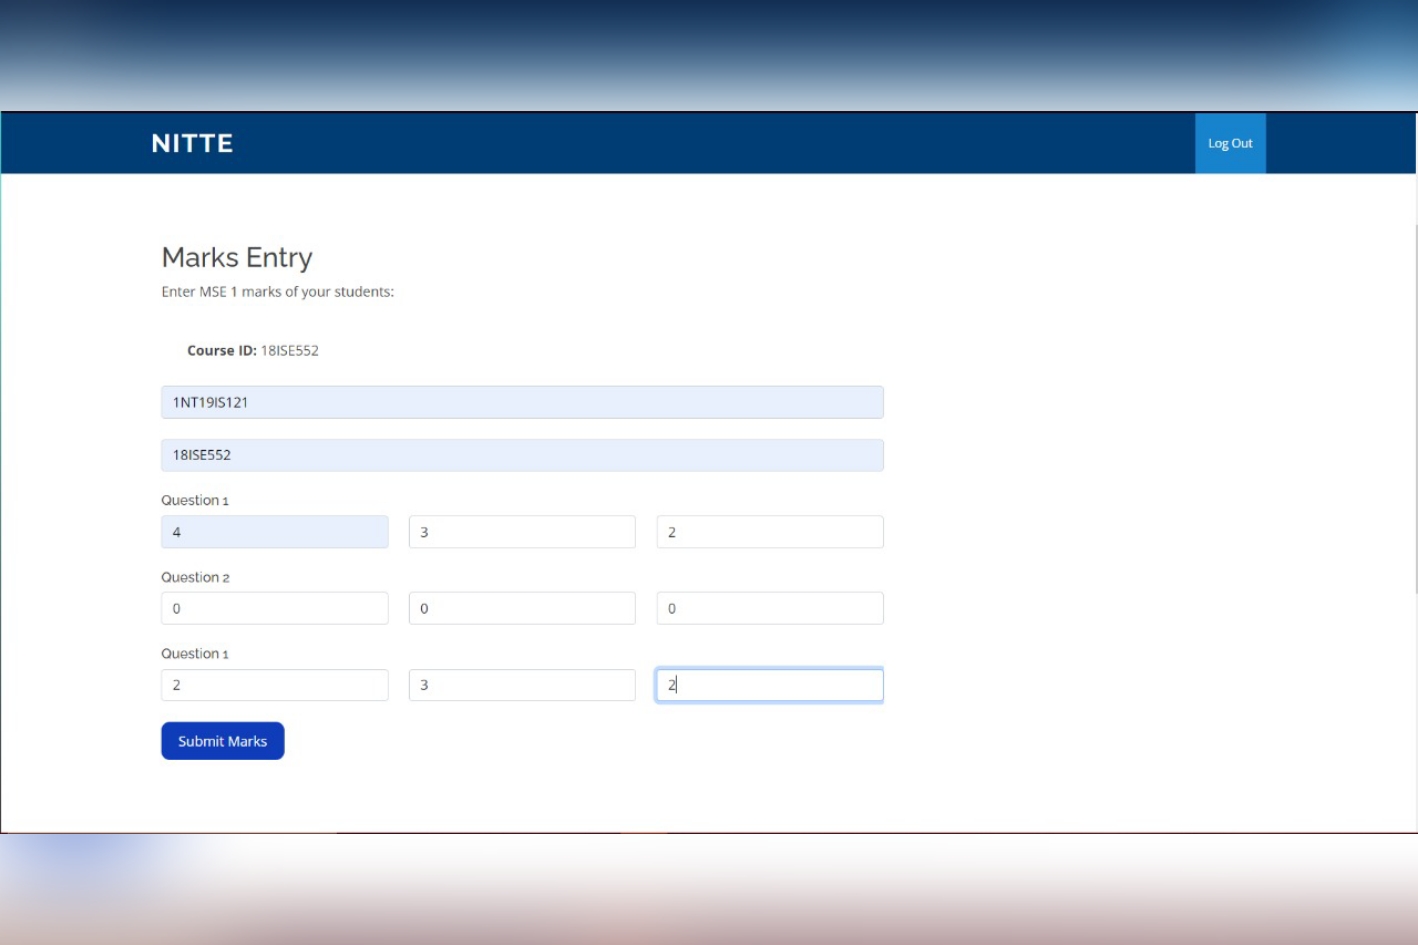 NITTE
Log Out
Marks Entry
Enter MSE 1 marks of your students:
Course ID: 18ISE552
1NT19IS121
18ISE552
Question 1
4 3 2
Question 2
0 0 0
Question 1
2 3 2
Submit Marks